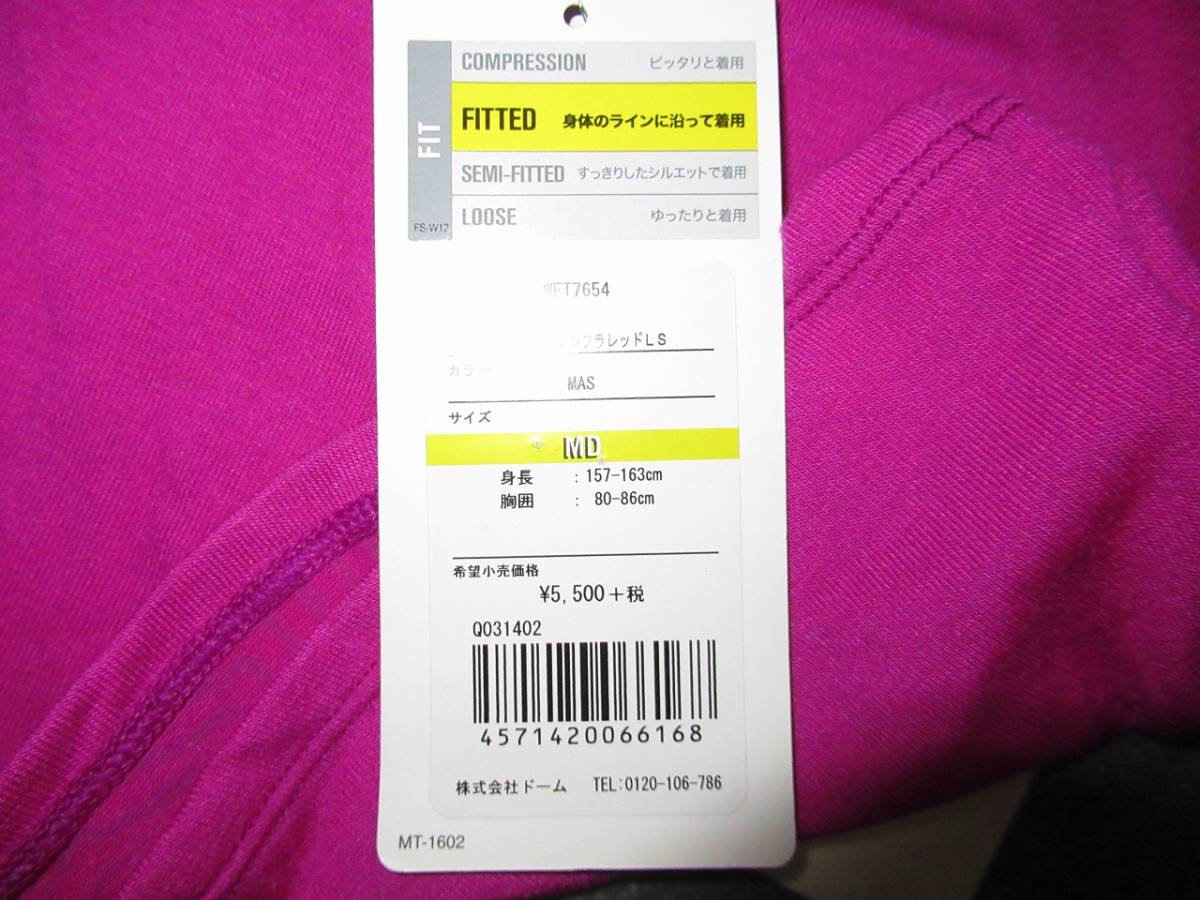 COMPRESSION ピッタリと着用
FIT
FITTED 身体のラインに沿って着用
SEMI-FITTED すっきりしたシルエットで着用
LOOSE ゆったりと着用
FS-W12
WFT7654
ンフラレッドLS
カラー
MAS
サイズ
MD
身長 : 157-163cm
胸囲 : 80-86cm
希望小売価格
¥5,500+税
Q031402
4571420066168
株式会社ドーム TEL:0120-106-786
MT-1602